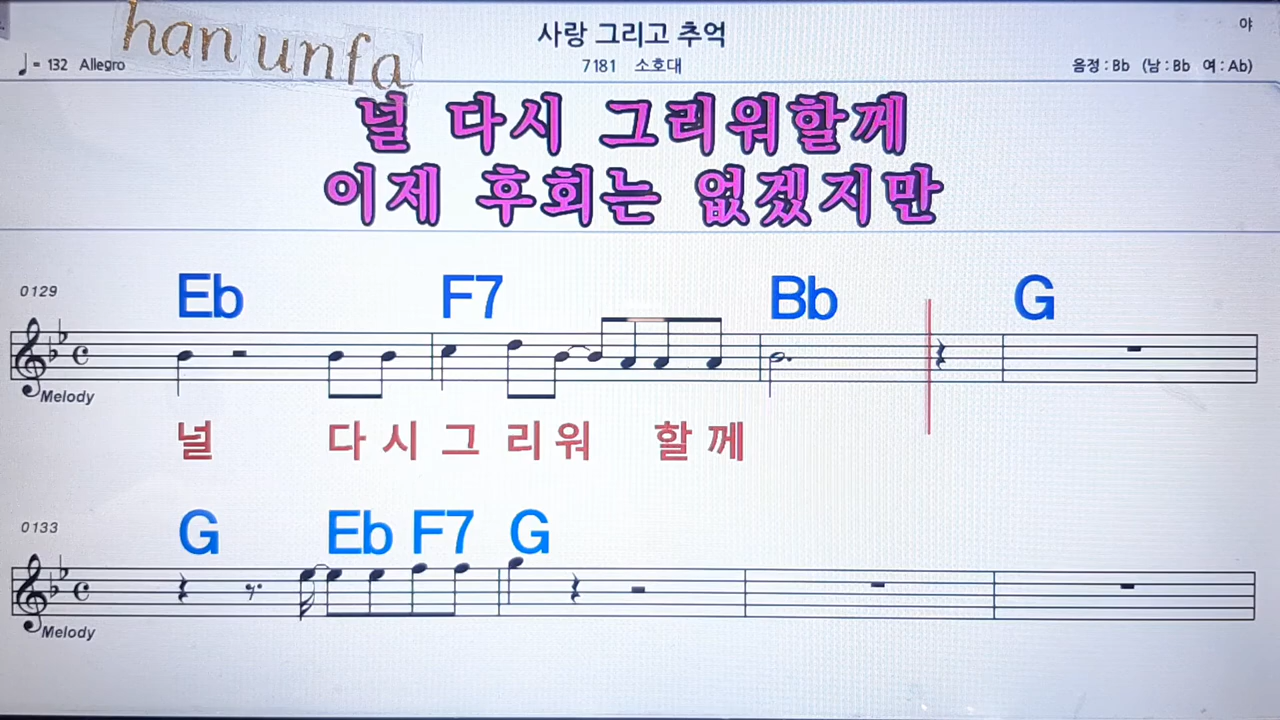 han unfa
사랑 그리고 추억
야
♩= 132 Allegro
7181 소호대
음정 : Bb (남 : Bb 여 : Ab)
널 다시 그리워할께
이제 후회는 없겠지만
0129
Eb F7 Bb G
Melody
널 다 시 그 리 워 할 께
0133
G Eb F7 G
Melody